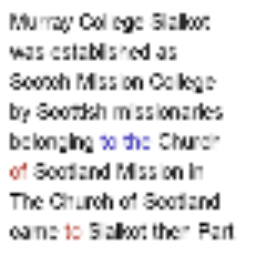 Murray College Sialkot
was established as
Scotch Mission College
by Scottish missionaries
belonging to the Church
of Scotland Mission in
The Church of Scotland
came to Sialkot then Part